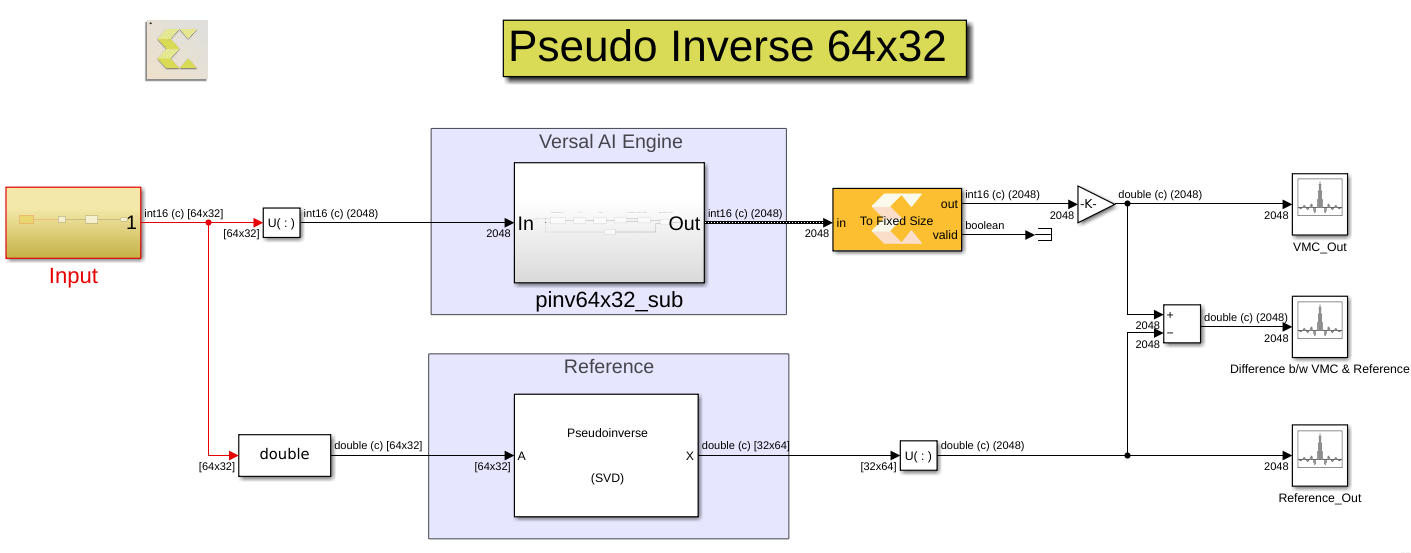 Pseudo Inverse 64x32
Versal AI Engine
int16 (c) [64x32]
1
Input
[64x32]
U( : )
int16 (c) (2048)
2048
In
Out
pinv64x32_sub
int16 (c) (2048)
2048
in
To Fixed Size
out
valid
int16 (c) (2048)
boolean
2048
-K-
double (c) (2048)
2048
VMC_Out
2048
+
2048
−
double (c) (2048)
2048
Difference b/w VMC & Reference
Reference
[64x32]
double
double (c) [64x32]
[64x32]
A
Pseudoinverse
(SVD)
X
double (c) [32x64]
[32x64]
U( : )
double (c) (2048)
2048
Reference_Out